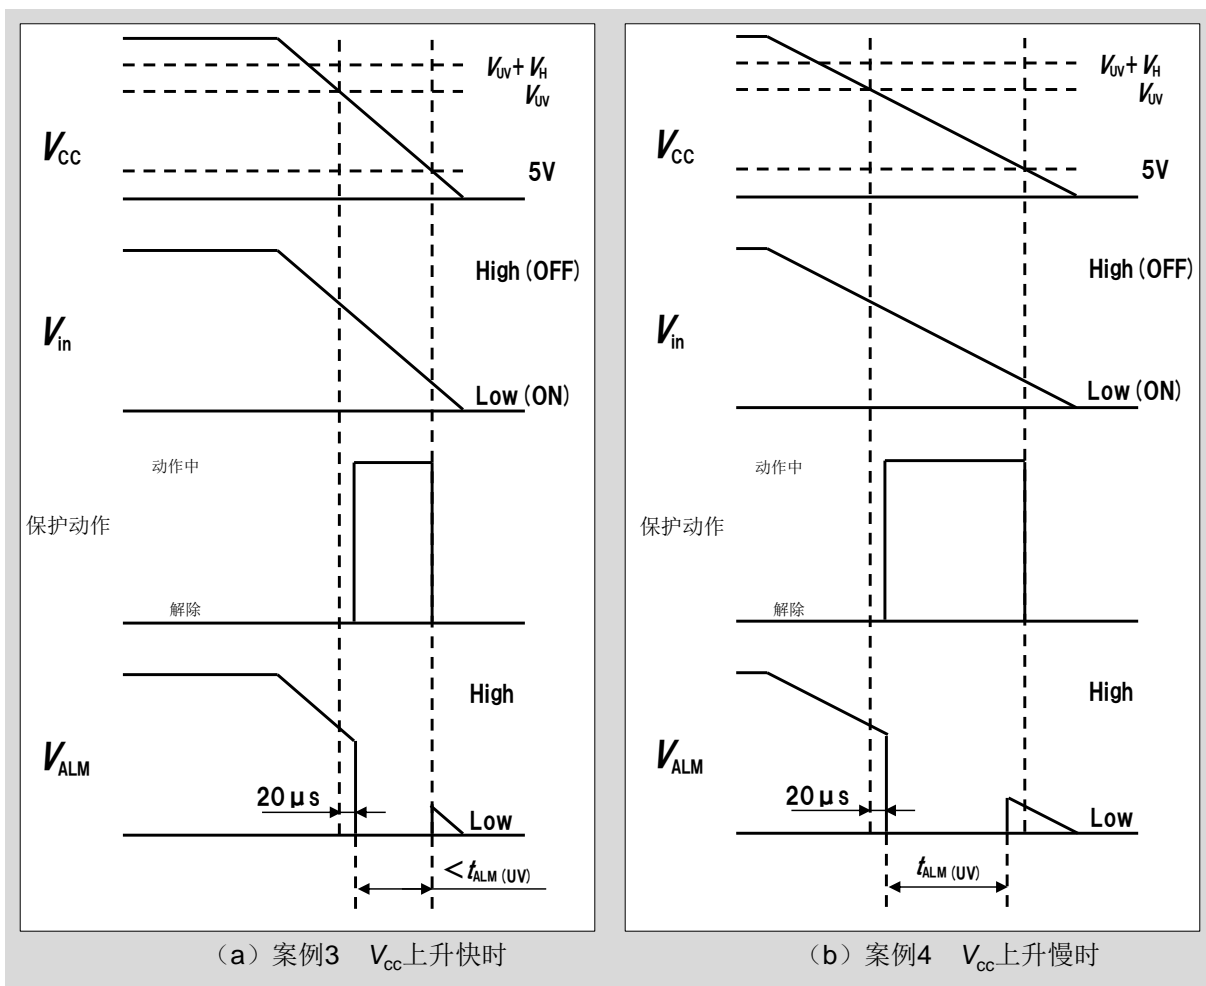 V_UV + V_H
V_UV
V_CC
5V
High (OFF)
V_in
Low (ON)
动作中
保护动作
解除
High
V_ALM
20μs
Low
< t_ALM (UV)
(a)案例3 V_cc上升快时
V_UV + V_H
V_UV
V_CC
5V
High (OFF)
V_in
Low (ON)
动作中
保护动作
解除
High
V_ALM
20μs
Low
t_ALM (UV)
(b)案例4 V_cc上升慢时